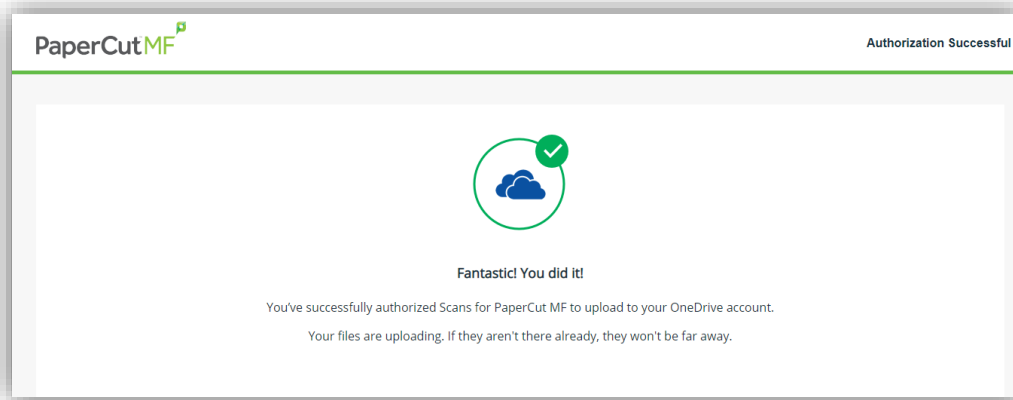 PaperCut MF
Authorization Successful
Fantastic! You did it!
You've successfully authorized Scans for PaperCut MF to upload to your OneDrive account.
Your files are uploading. If they aren't there already, they won't be far away.